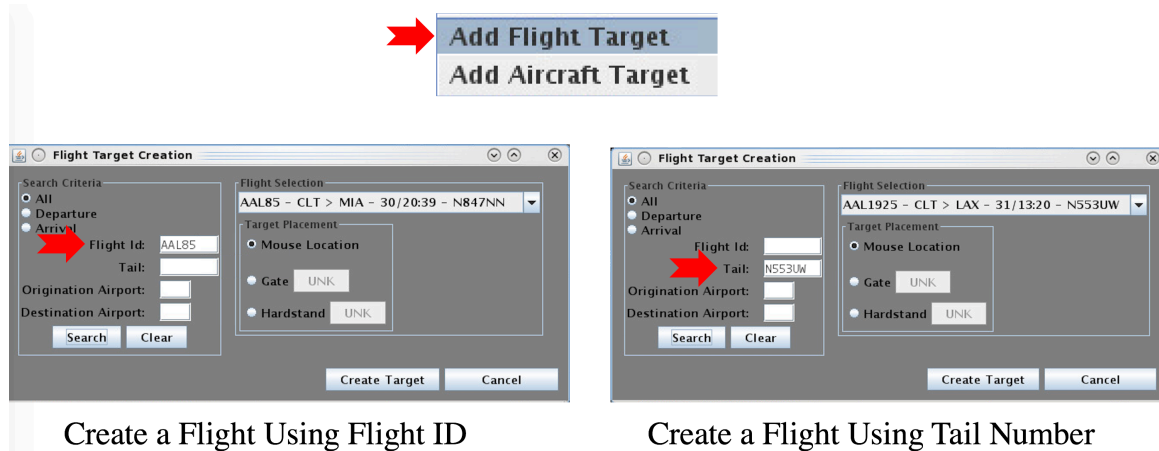 Add Flight Target
Add Aircraft Target
Flight Target Creation
Search Criteria
All
Departure
Arrival
Flight Id: AAL85
Tail:
Origination Airport:
Destination Airport:
Search Clear
Flight Selection
AAL85 - CLT > MIA - 30/20:39 - N847NN
Target Placement
Mouse Location
Gate UNK
Hardstand UNK
Create Target Cancel
Create a Flight Using Flight ID
Flight Target Creation
Search Criteria
All
Departure
Arrival
Flight Id:
Tail: N553UW
Origination Airport:
Destination Airport:
Search Clear
Flight Selection
AAL1925 - CLT > LAX - 31/13:20 - N553UW
Target Placement
Mouse Location
Gate UNK
Hardstand UNK
Create Target Cancel
Create a Flight Using Tail Number